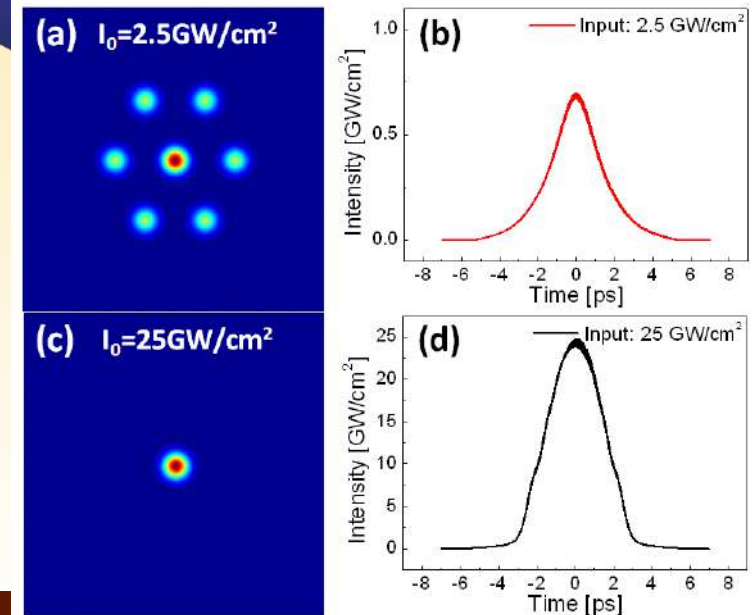 (a) I₀=2.5GW/cm²
(b)
Input: 2.5 GW/cm²
Intensity [GW/cm²]
1.0
0.5
0.0
-8 -6 -4 -2 0 2 4 6 8
Time [ps]
(c) I₀=25GW/cm²
(d)
Input: 25 GW/cm²
Intensity [GW/cm²]
25
20
15
10
5
0
-8 -6 -4 -2 0 2 4 6 8
Time [ps]